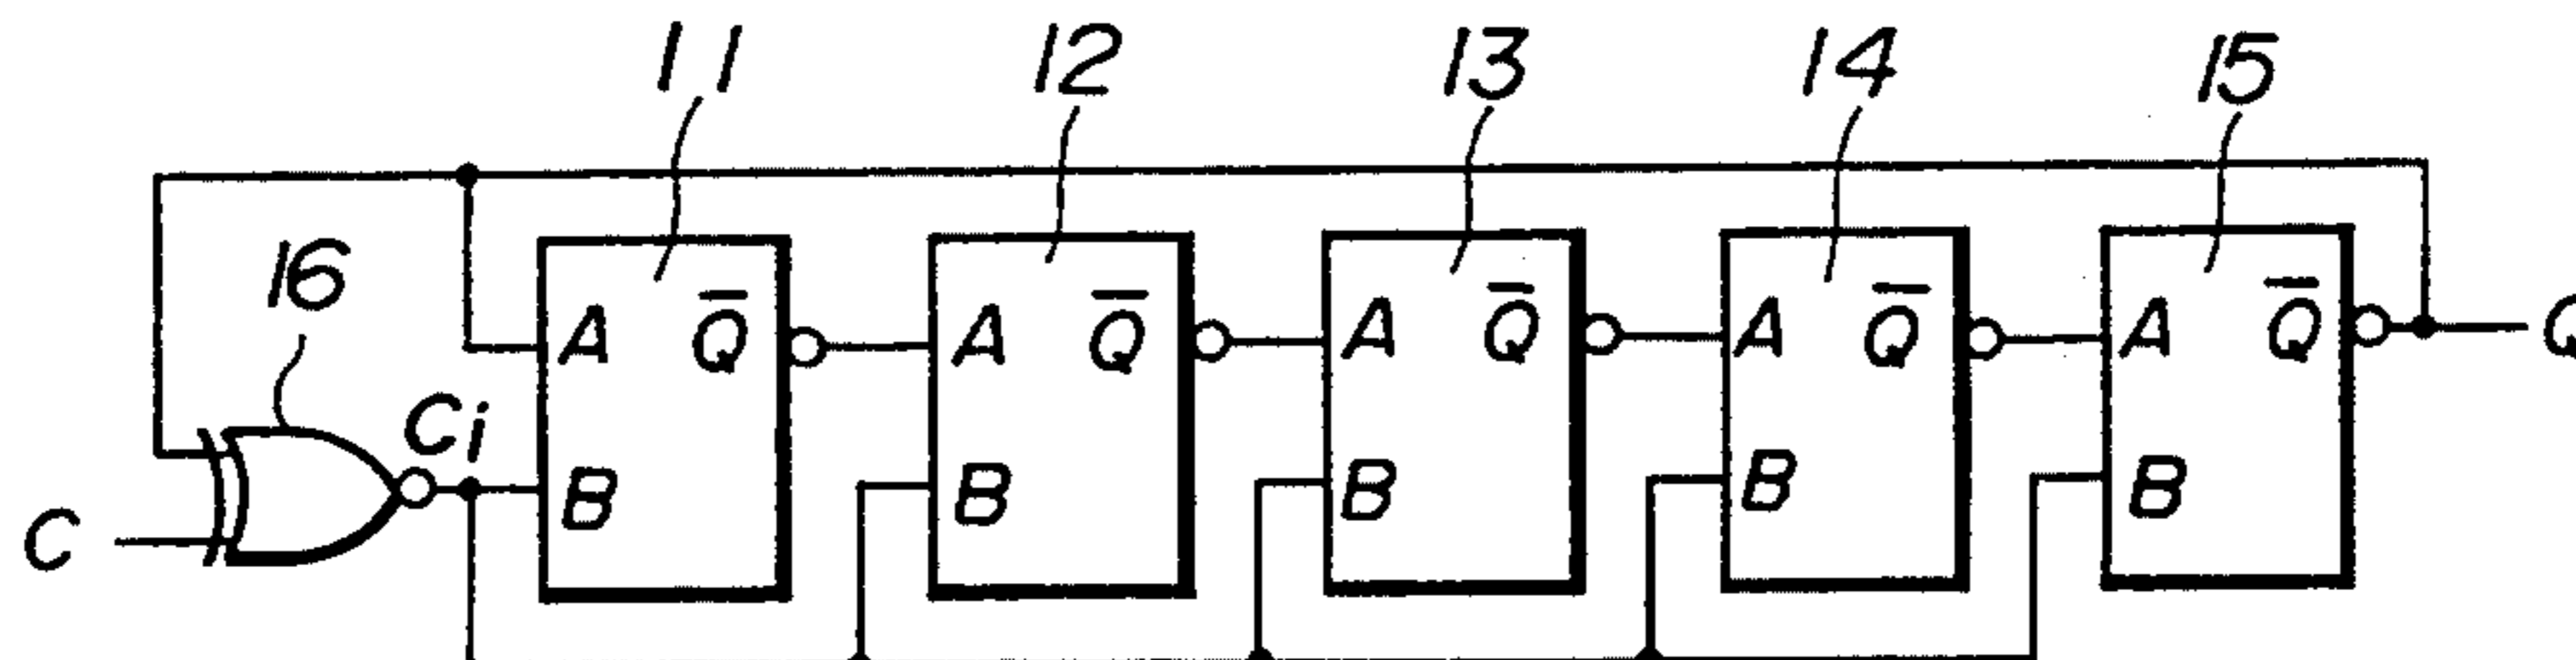 11 12 13 14 15
16
A Q̅ A Q̅ A Q̅ A Q̅ A Q̅ Q
Ci
B B B B B
C